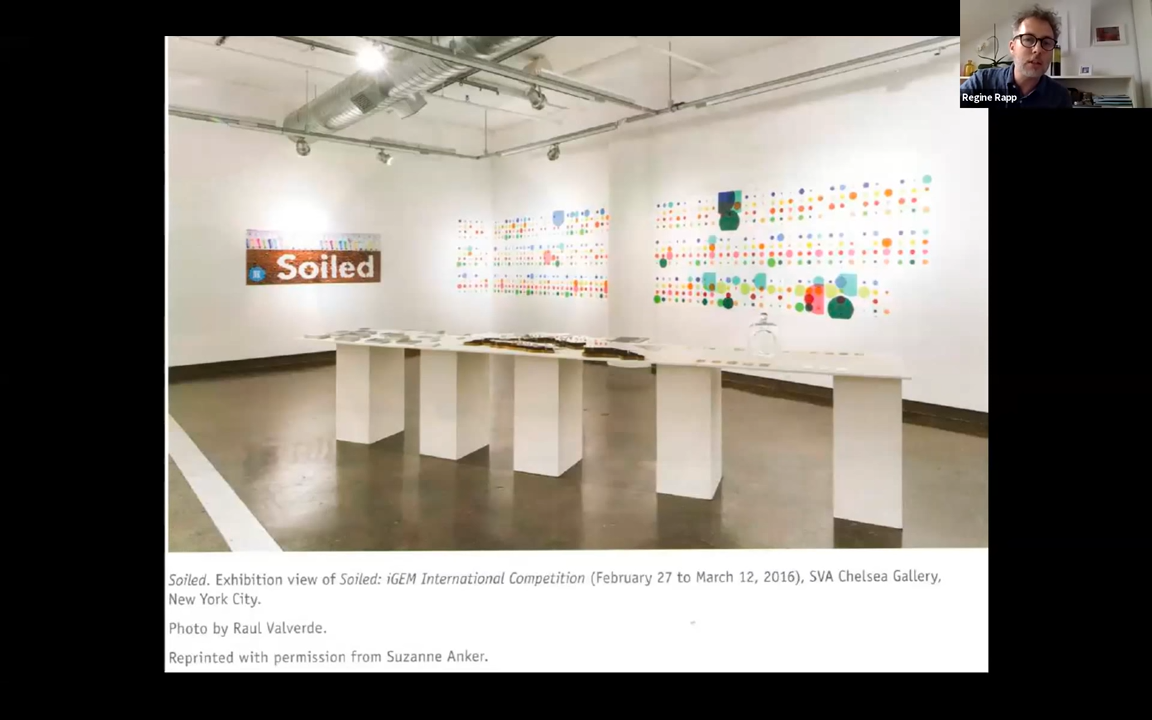 Regine Rapp
Soiled
Soiled. Exhibition view of Soiled: iGEM International Competition (February 27 to March 12, 2016), SVA Chelsea Gallery,
New York City.
Photo by Raul Valverde.
Reprinted with permission from Suzanne Anker.